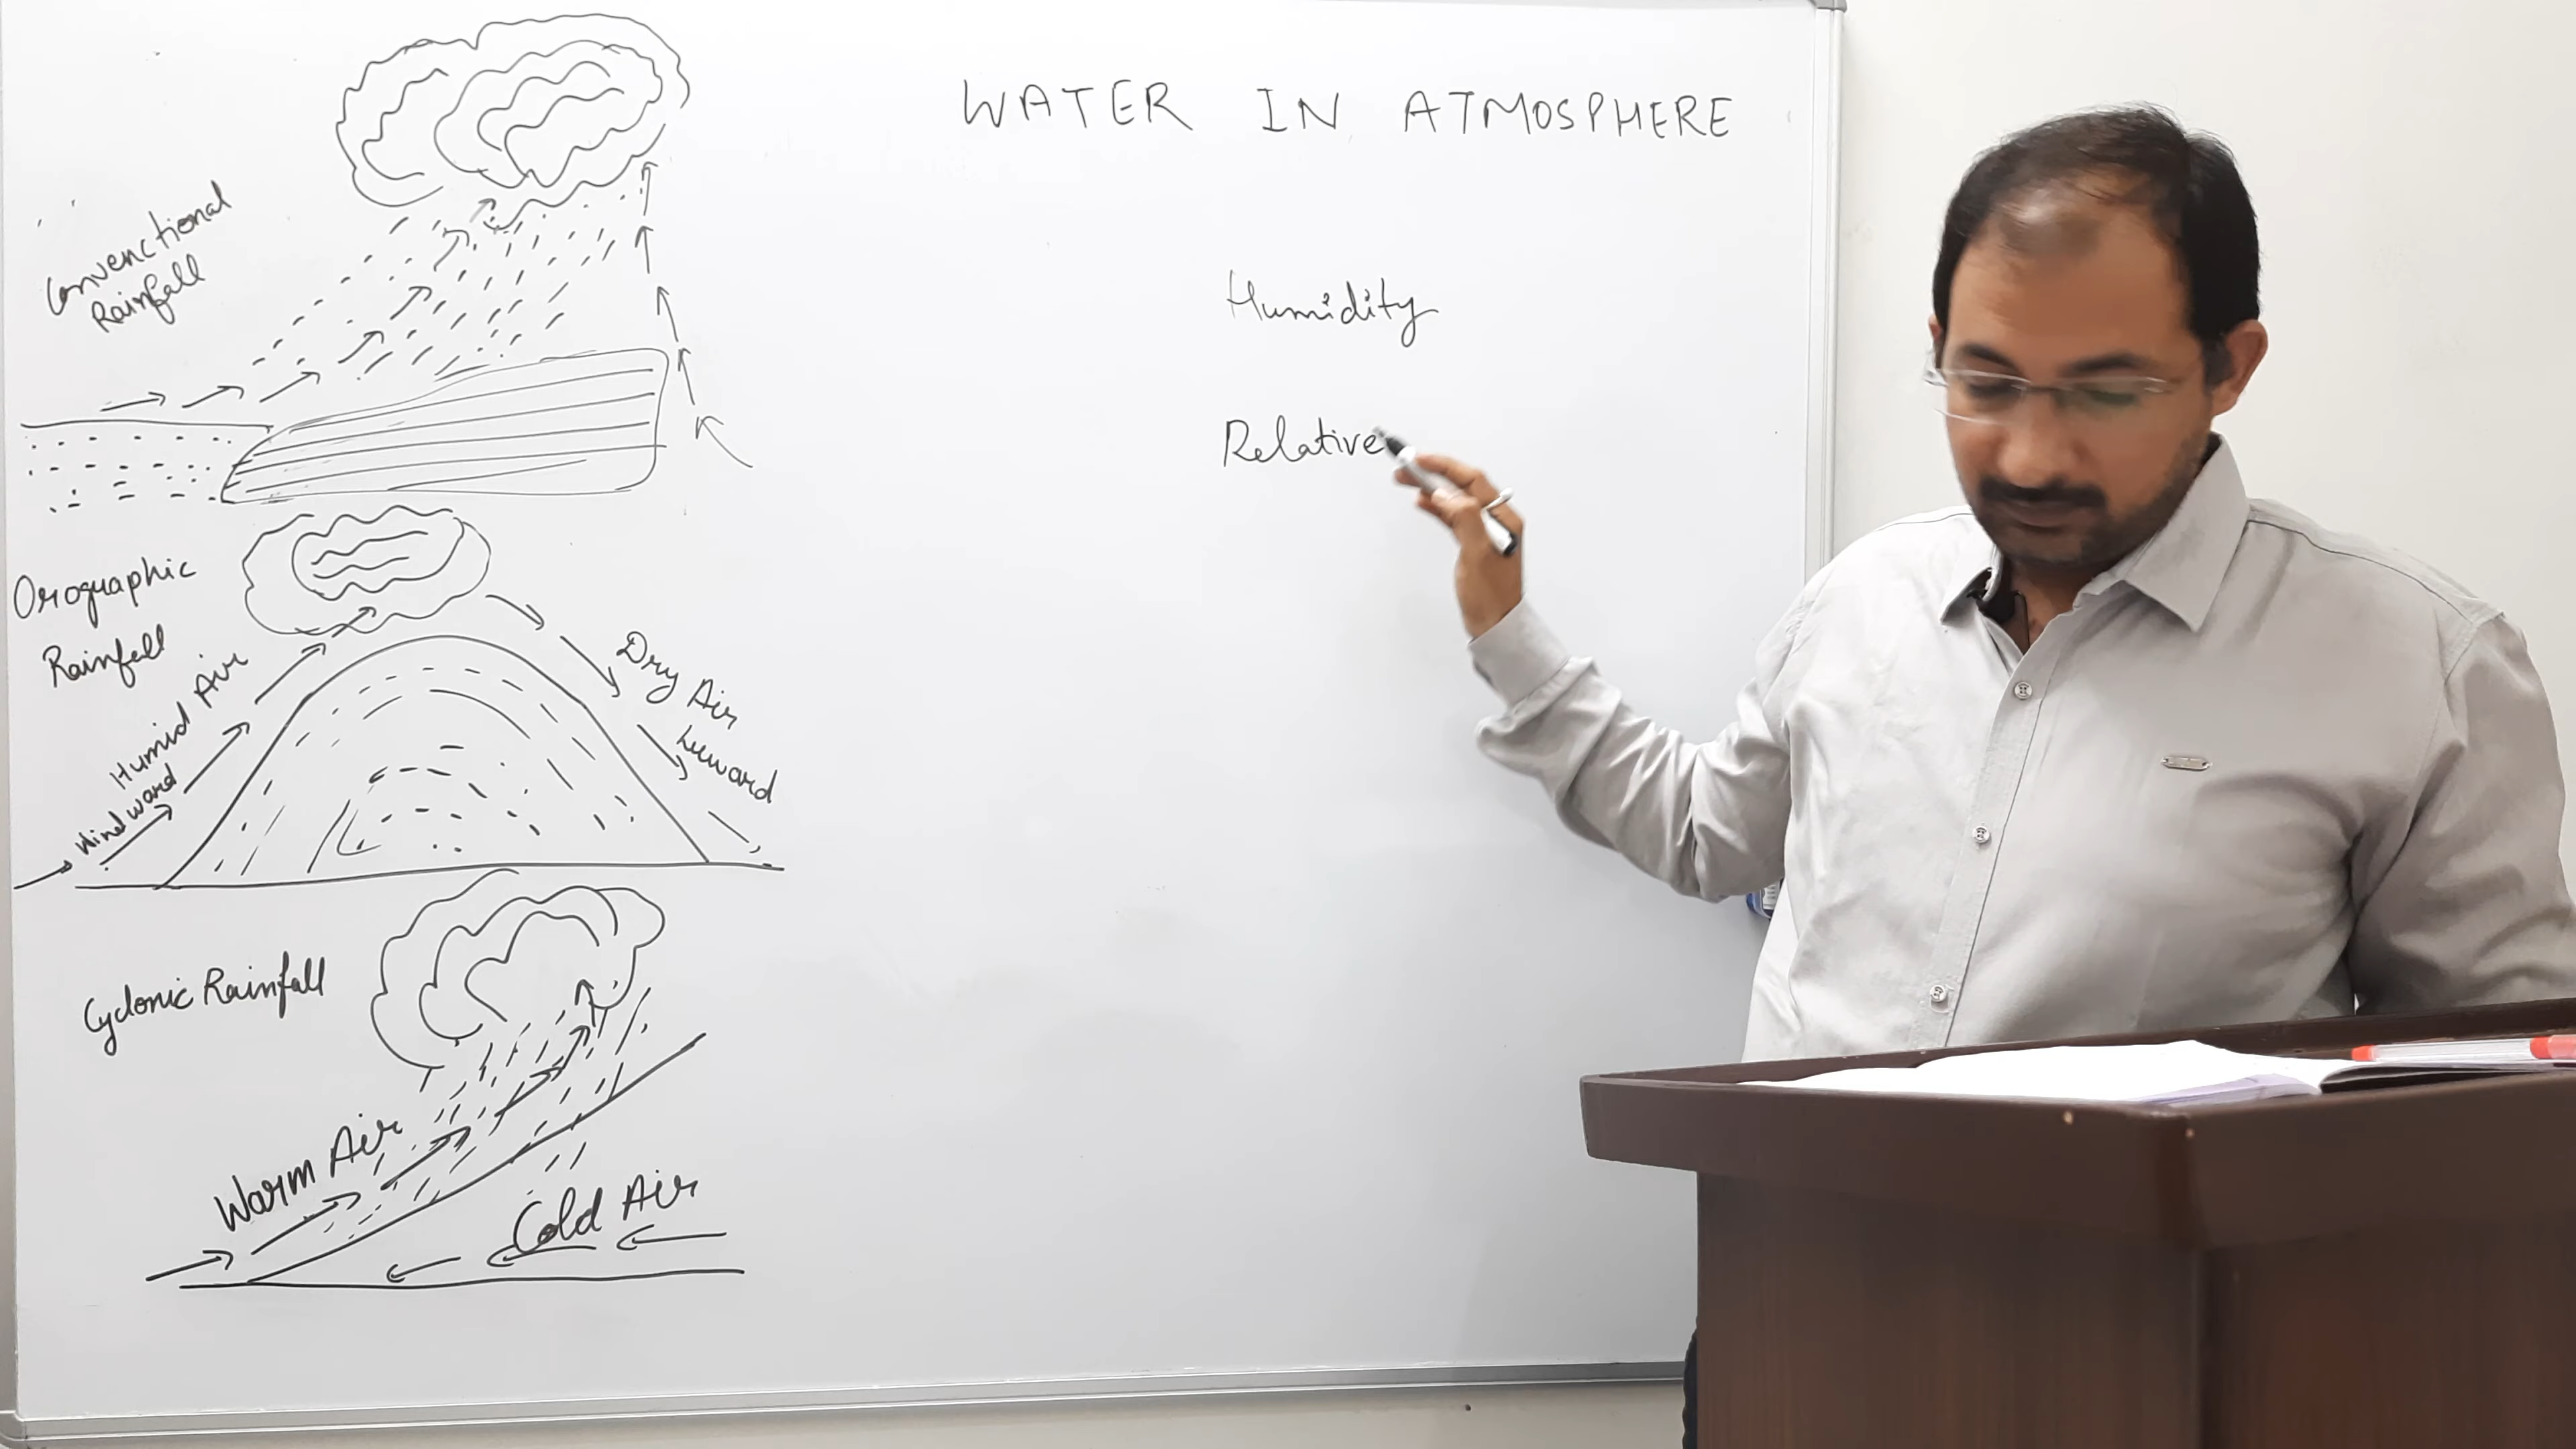 WATER IN ATMOSPHERE
Humidity
Relative
Convenctional
Rainfall
Orographic
Rainfall
Humid Air
Windward
Dry Air
Leeward
Cyclonic Rainfall
Warm Air
Cold Air